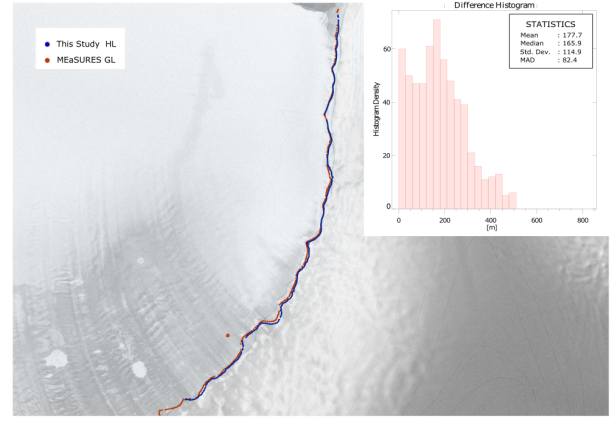 This Study HL
MEaSURES GL
Difference Histogram
STATISTICS
Mean : 177.7
Median : 165.9
Std. Dev. : 114.9
MAD : 82.4
Histogram Density
60
40
20
0
0 200 400 600 800
[m]